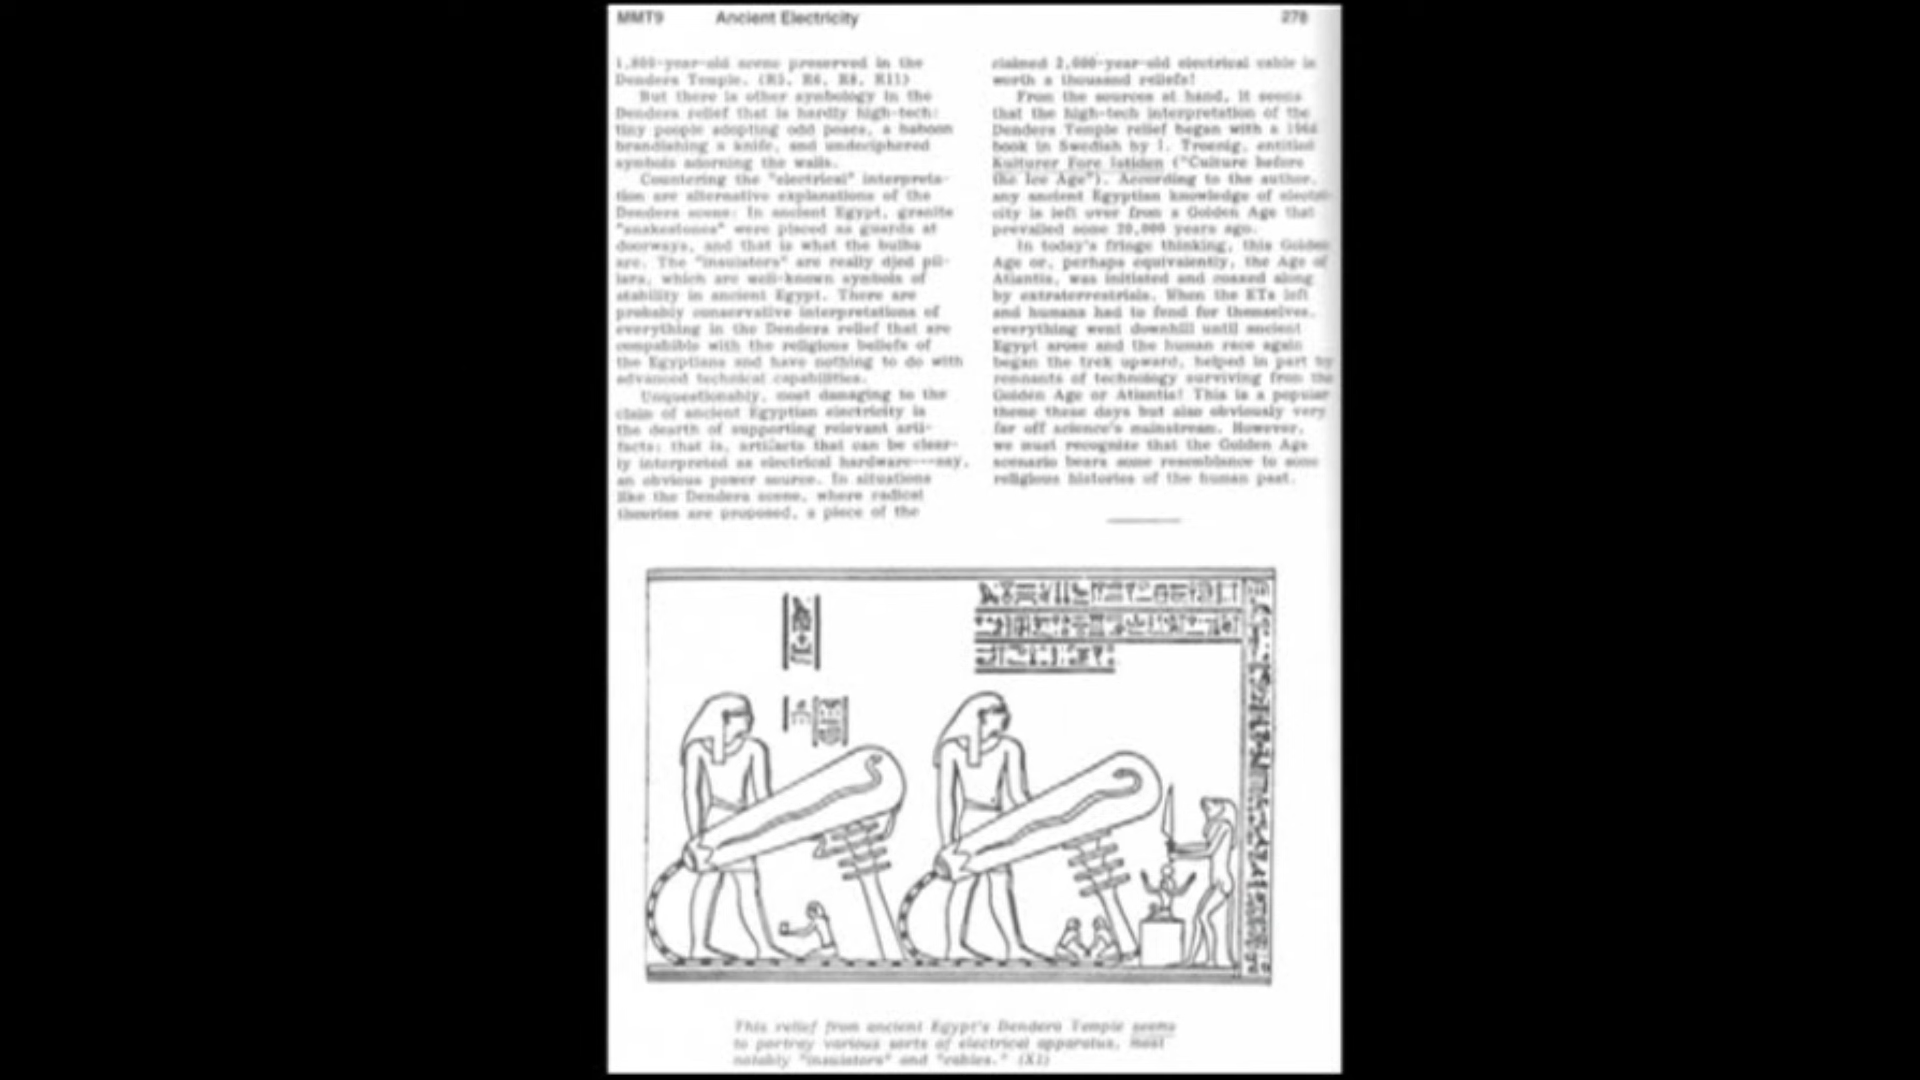 MMT9 Ancient Electricity 278
1,800-year-old scene preserved in the
Dendera Temple. (R5, R6, R8, R11)
But there is other symbology in the
Dendera relief that is hardly high-tech:
tiny people adopting odd poses, a baboon
brandishing a knife, and undeciphered
symbols adorning the walls.
Countering the "electrical" interpreta-
tion are alternative explanations of the
Dendera scene: In ancient Egypt, granite
"snakestones" were placed as guards at
doorways, and that is what the bulbs
are. The "insulators" are really djed pil-
lars, which are well-known symbols of
stability in ancient Egypt. There are
probably conservative interpretations of
everything in the Dendera relief that are
compatible with the religious beliefs of
the Egyptians and have nothing to do with
advanced technical capabilities.
Unquestionably, most damaging to the
claim of ancient Egyptian electricity is
the dearth of supporting relevant arti-
facts; that is, artifacts that can be clear-
ly interpreted as electrical hardware---say,
an obvious power source. In situations
like the Dendera scene, where radical
theories are proposed, a piece of the
claimed 2,000-year-old electrical cable is
worth a thousand reliefs!
From the sources at hand, it seems
that the high-tech interpretation of the
Dendera Temple relief began with a
book in Swedish by I. Troenig, entitled
Kulturer Fore Istiden ("Culture before
the Ice Age"). According to the author,
any ancient Egyptian knowledge of electri-
city is left over from a Golden Age that
prevailed some 20,000 years ago.
In today's fringe thinking, this Golden
Age or, perhaps equivalently, the Age of
Atlantis, was initiated and coaxed along
by extraterrestrials. When the ETs left
and humans had to fend for themselves,
everything went downhill until ancient
Egypt arose and the human race again
began the trek upward, helped in part by
remnants of technology surviving from the
Golden Age or Atlantis! This is a popular
theme these days but also obviously very
far off science's mainstream. However,
we must recognize that the Golden Age
scenario bears some resemblance to some
religious histories of the human past.
This relief from ancient Egypt's Dendera Temple seems
to portray various sorts of electrical apparatus, most
notably "insulators" and "cables." (X1)